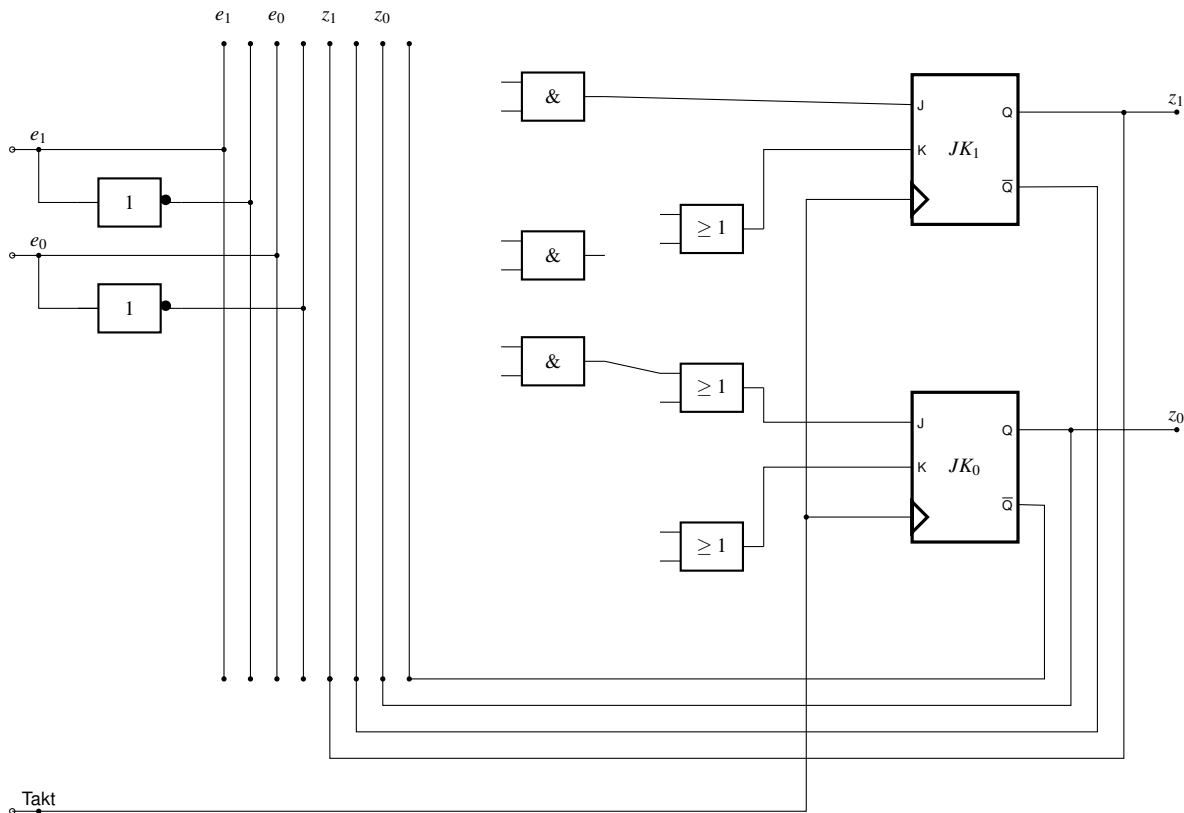 e₁ e₀ z₁ z₀
&
J Q z₁
e₁
K JK₁
1
Q̅
≥ 1
e₀
&
1
&
≥ 1
J Q z₀
K JK₀
Q̅
≥ 1
Takt